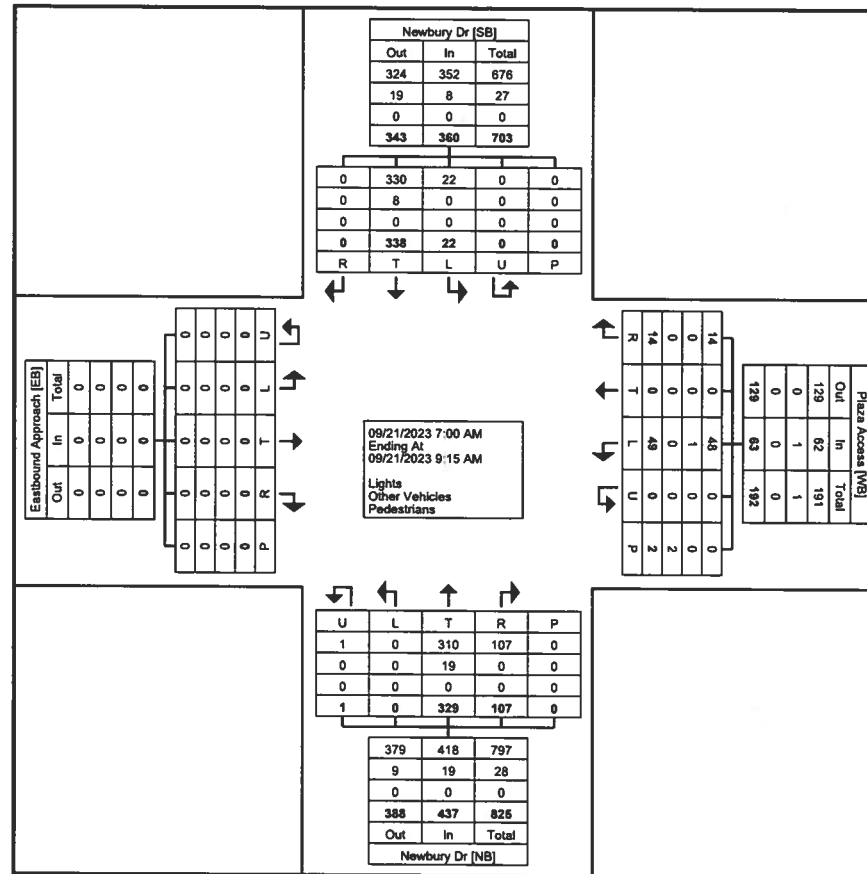 Newbury Dr [SB]
Out In Total
324 352 676
19 8 27
0 0 0
343 360 703
0 330 22 0 0
0 8 0 0 0
0 0 0 0 0
0 338 22 0 0
R T L U P
Eastbound Approach [EB]
Total In Out
0 0 0
0 0 0
0 0 0
0 0 0
0 0 0 0 0
0 0 0 0 0
0 0 0 0 0
0 0 0 0 0
U L T R P
09/21/2023 7:00 AM
Ending At
09/21/2023 9:15 AM
Lights
Other Vehicles
Pedestrians
Plaza Access [WB]
Out In Total
129 62 191
0 1 1
0 0 0
129 63 192
14 0 48 0 0
0 0 1 0 0
0 0 0 0 2
14 0 49 0 2
R T L U P
U L T R P
1 0 310 107 0
0 0 19 0 0
0 0 0 0 0
1 0 329 107 0
379 418 797
9 19 28
0 0 0
388 437 825
Out In Total
Newbury Dr [NB]